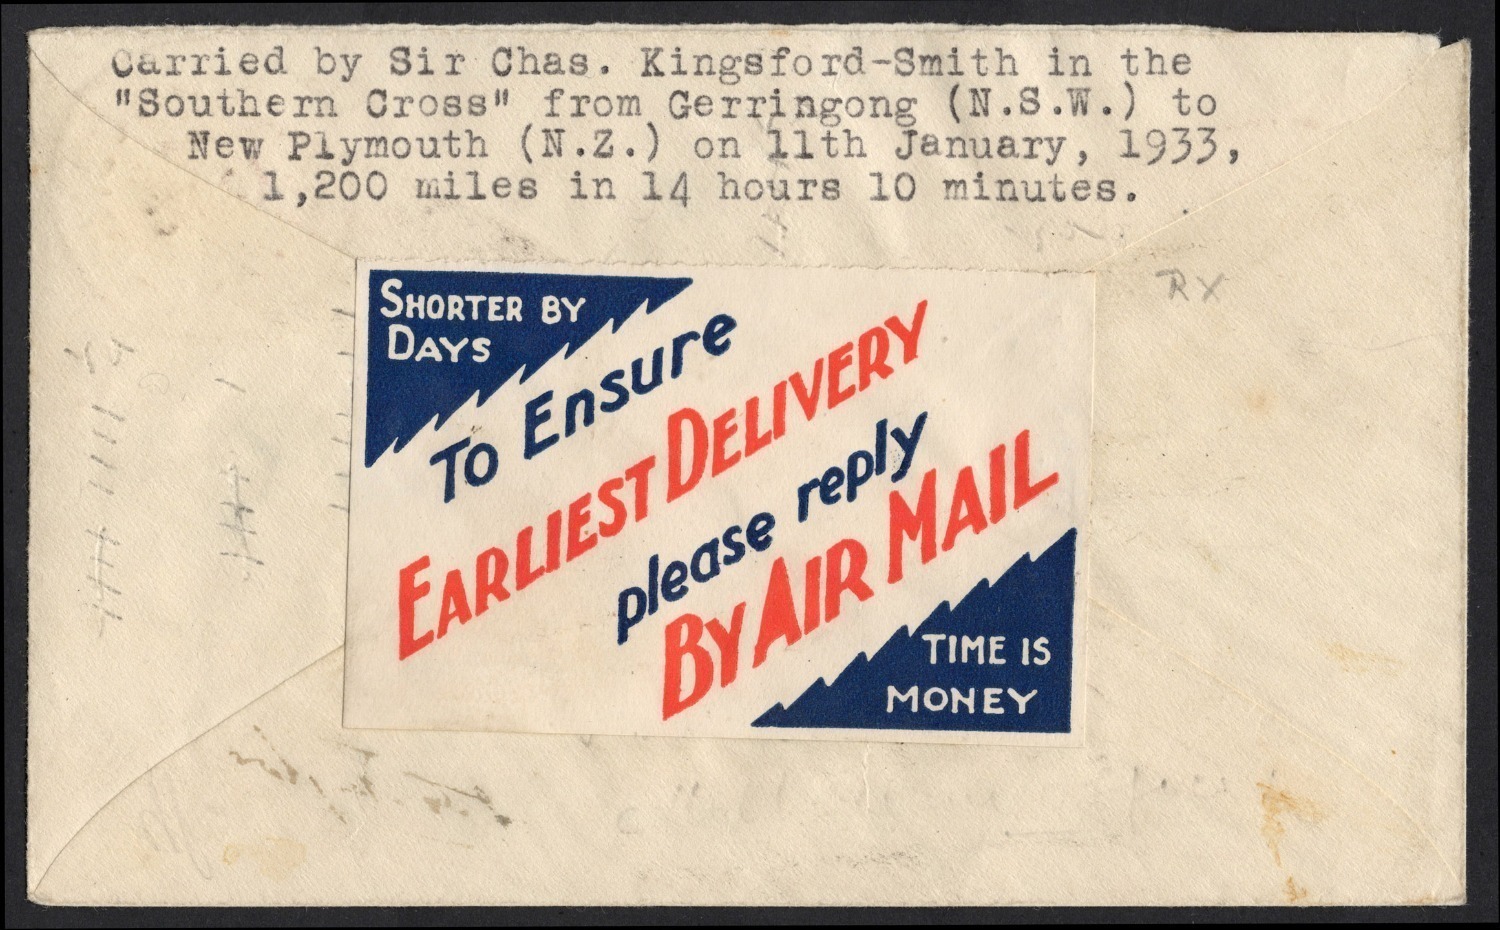 Carried by Sir Chas. Kingsford-Smith in the
"Southern Cross" from Gerringong (N.S.W.) to
New Plymouth (N.Z.) on 11th January, 1933,
1,200 miles in 14 hours 10 minutes.
RX
SHORTER BY
DAYS
To Ensure
EARLIEST DELIVERY
please reply
BY AIR MAIL
TIME IS
MONEY